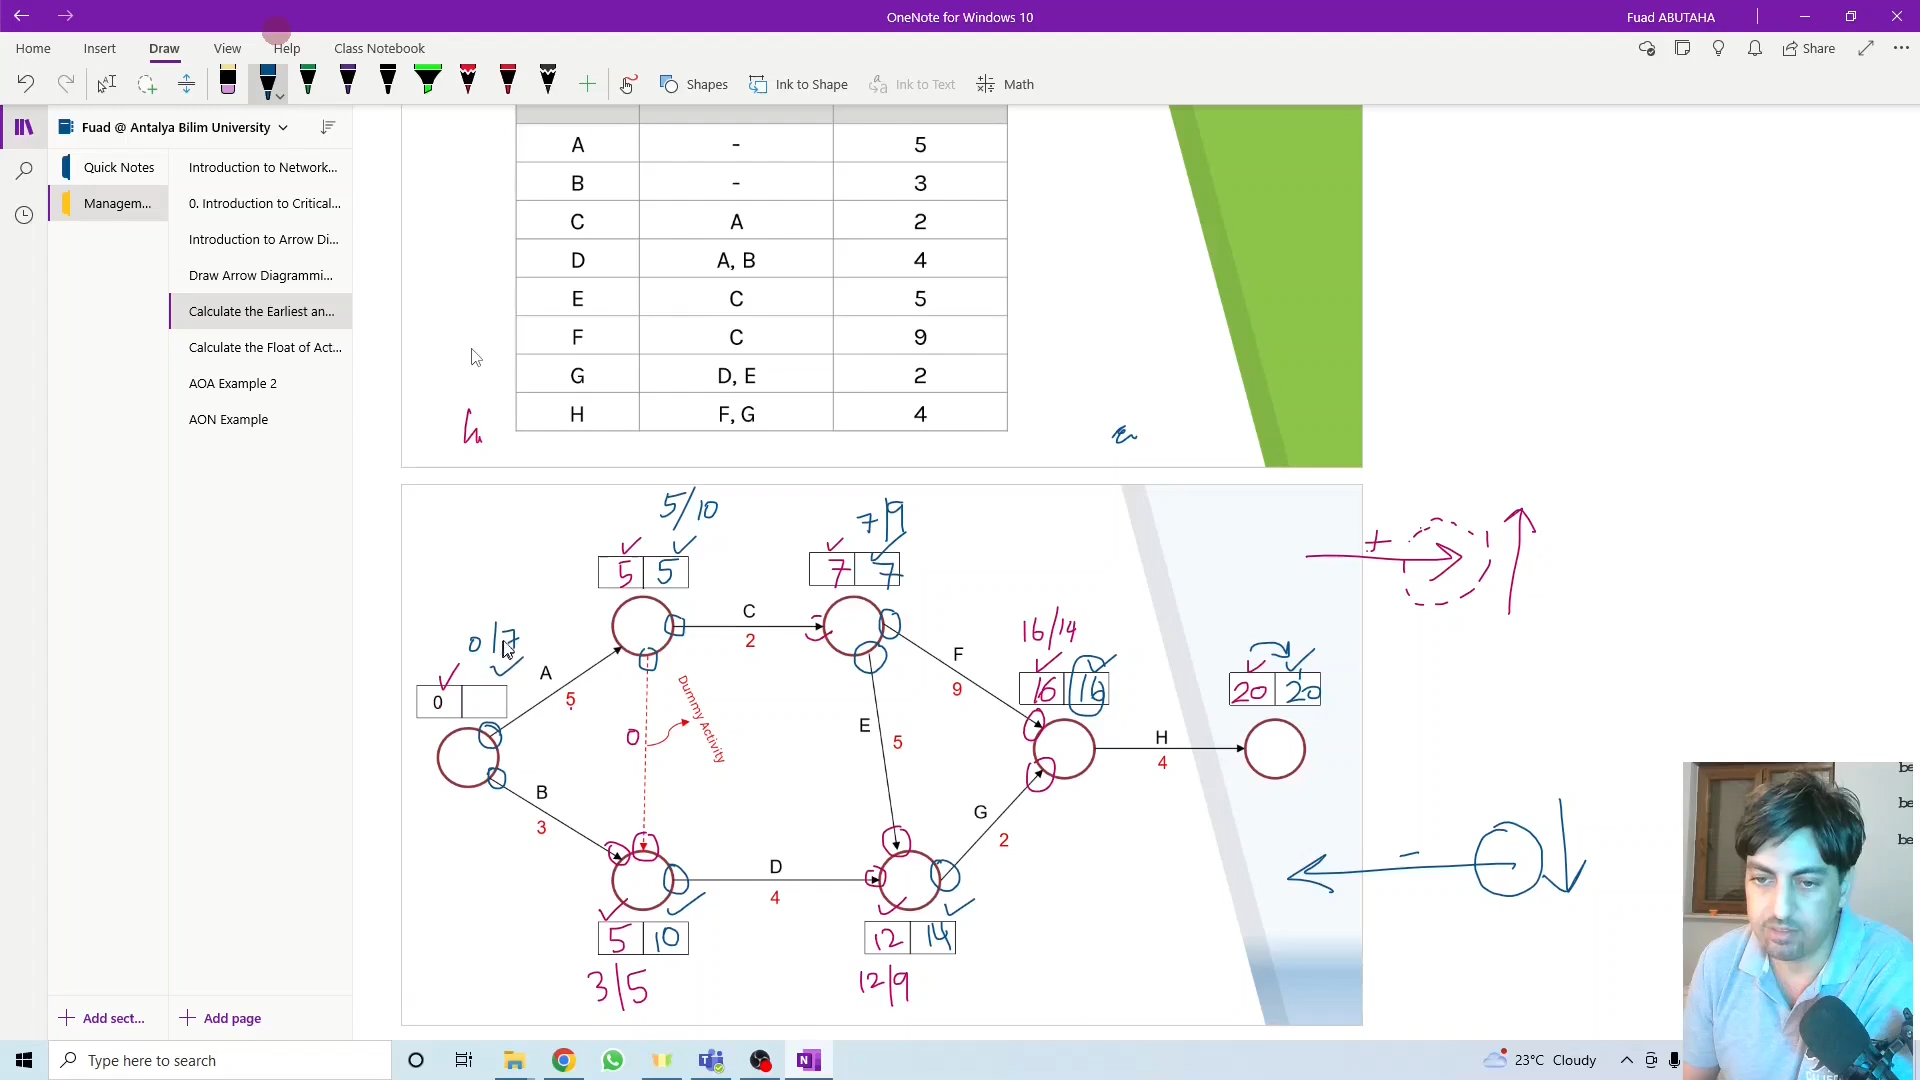 OneNote for Windows 10
Fuad ABUTAHA
Home Insert Draw View Help Class Notebook
Share
Shapes Ink to Shape Ink to Text Math
Fuad @ Antalya Bilim University
Quick Notes
Managem...
Introduction to Network...
0. Introduction to Critical...
Introduction to Arrow Di...
Draw Arrow Diagrammi...
Calculate the Earliest an...
Calculate the Float of Act...
AOA Example 2
AON Example
A - 5
B - 3
C A 2
D A, B 4
E C 5
F C 9
G D, E 2
H F, G 4
5/10
7/9
5 5
7 7
+
C
2
0/7
A
5
0
Dummy Activity
16/14
F
9
16 16
20 20
E
5
0
H
4
B
3
G
2
D
4
-
5 10
12 14
3/5
12/9
be
be
be
Add sect...
Add page
Type here to search
23°C Cloudy